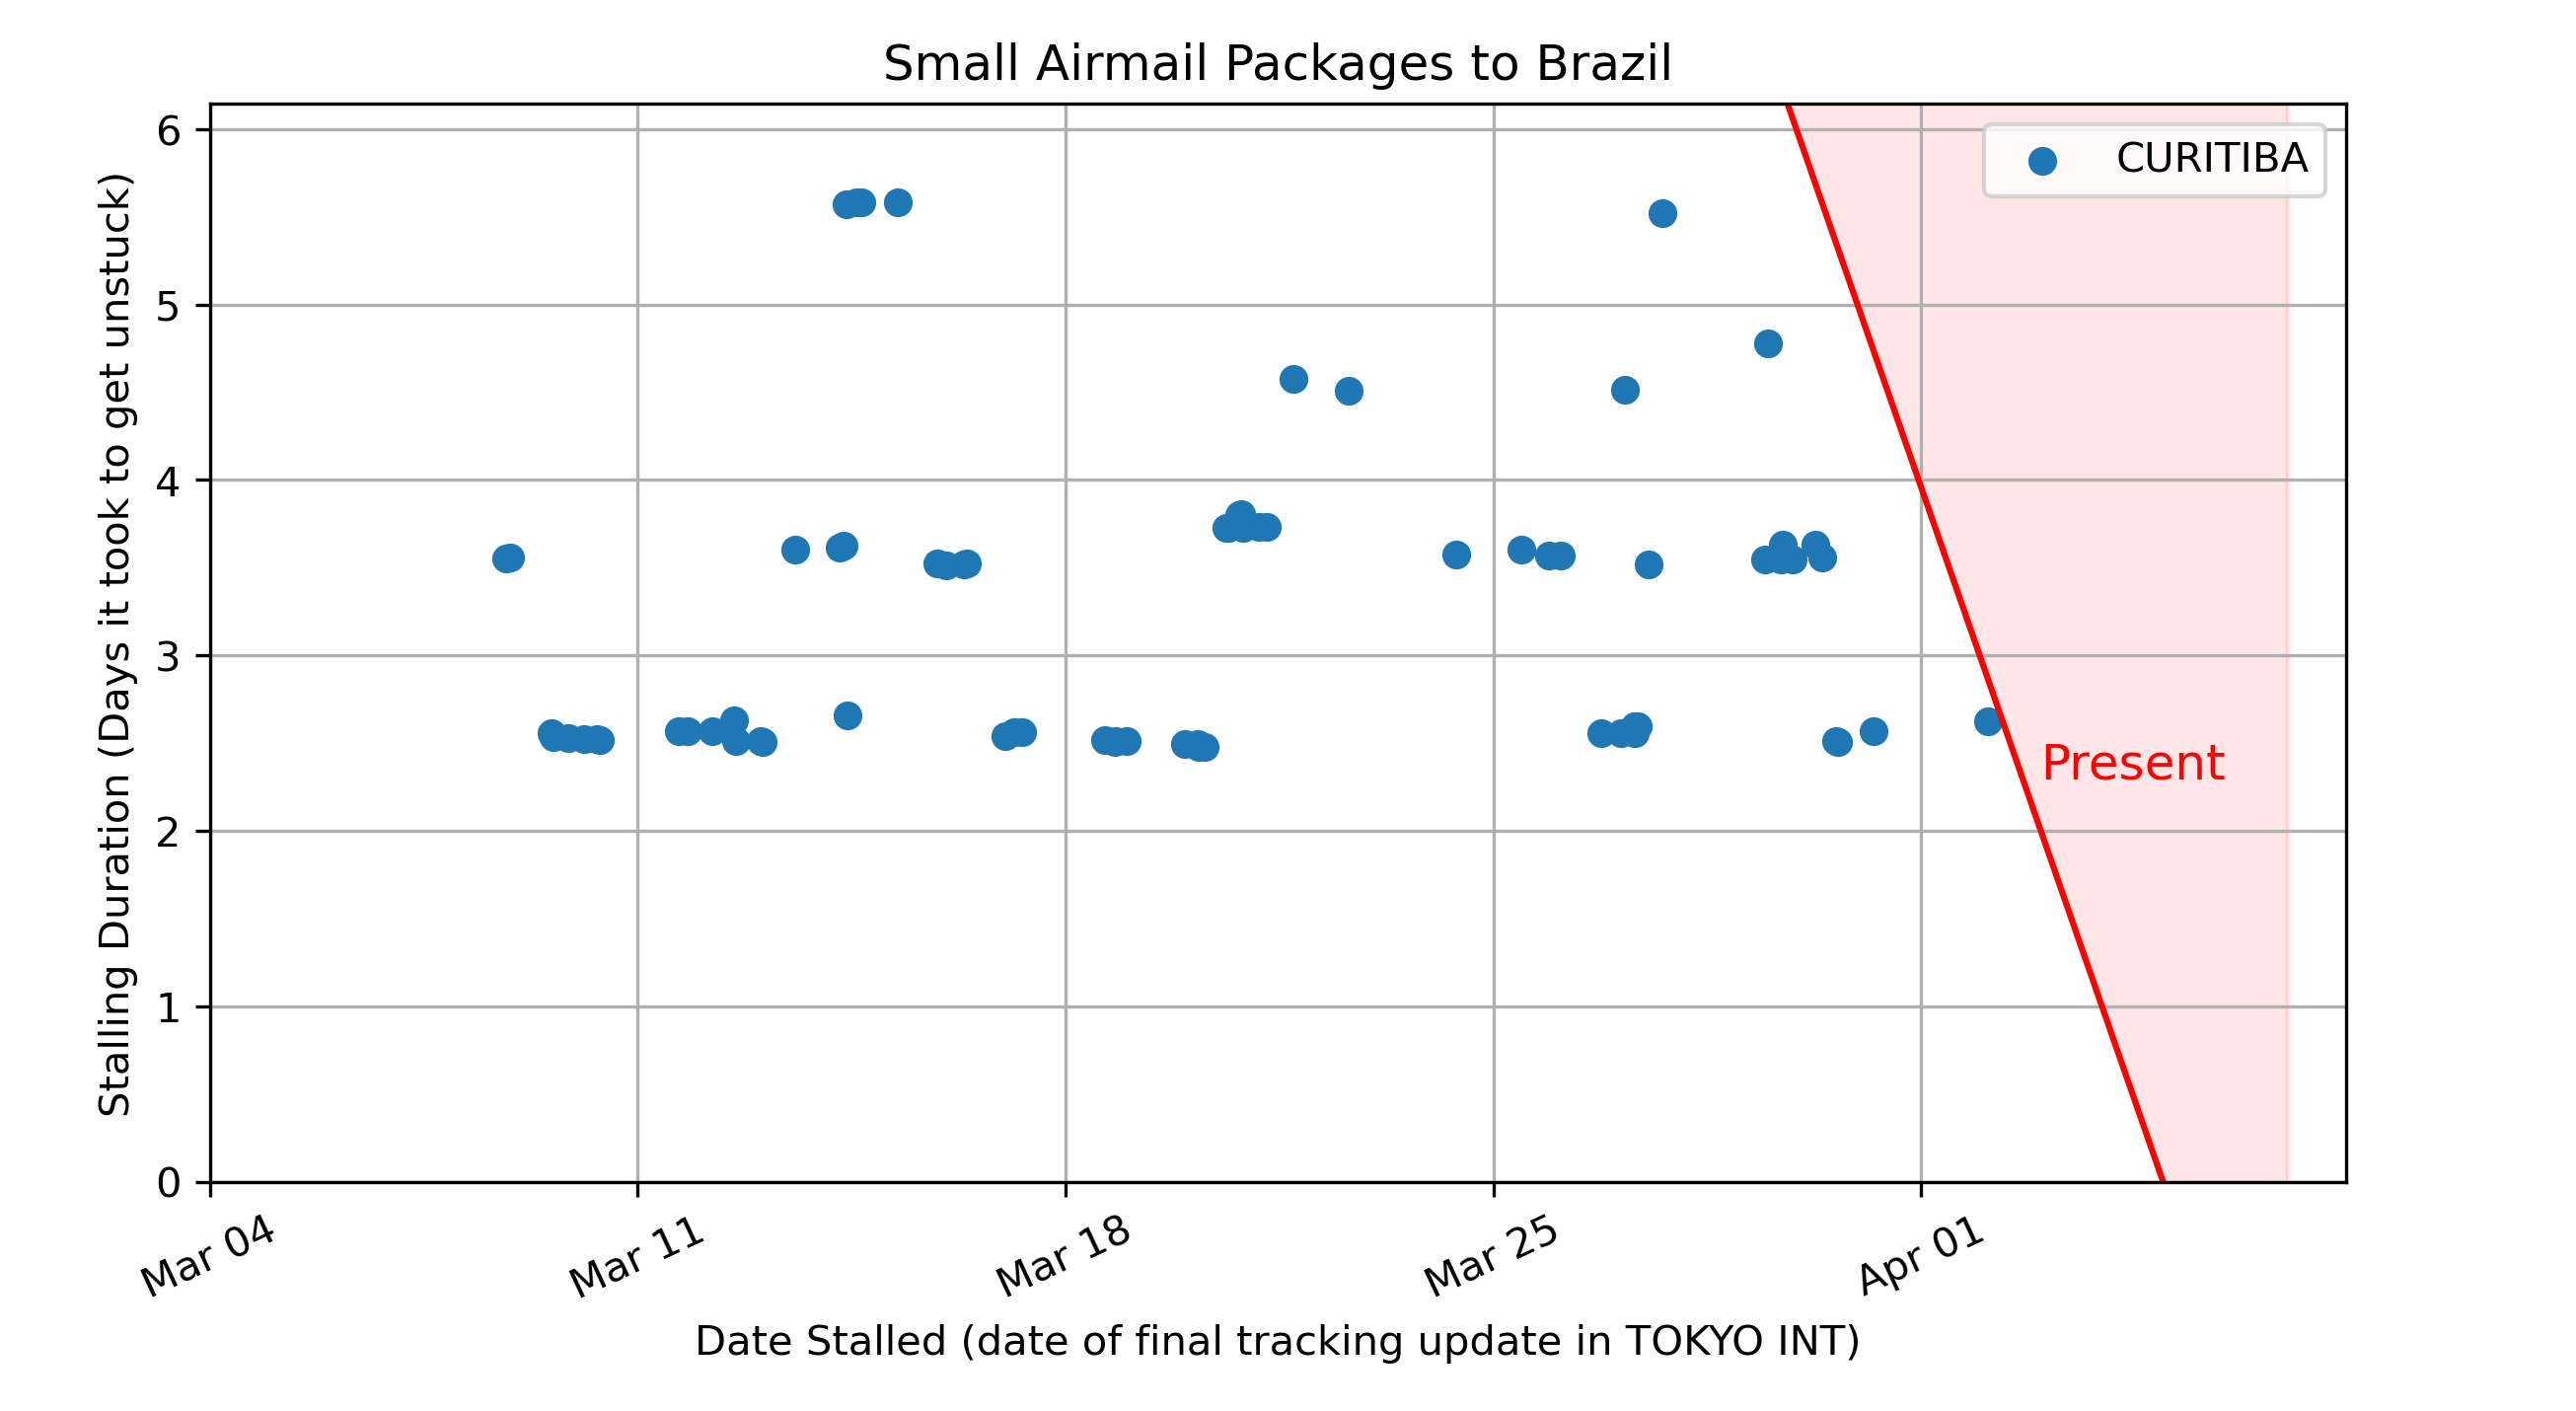 Small Airmail Packages to Brazil
CURITIBA
Present
Stalling Duration (Days it took to get unstuck)
6
5
4
3
2
1
0
Mar 04
Mar 11
Mar 18
Mar 25
Apr 01
Date Stalled (date of final tracking update in TOKYO INT)